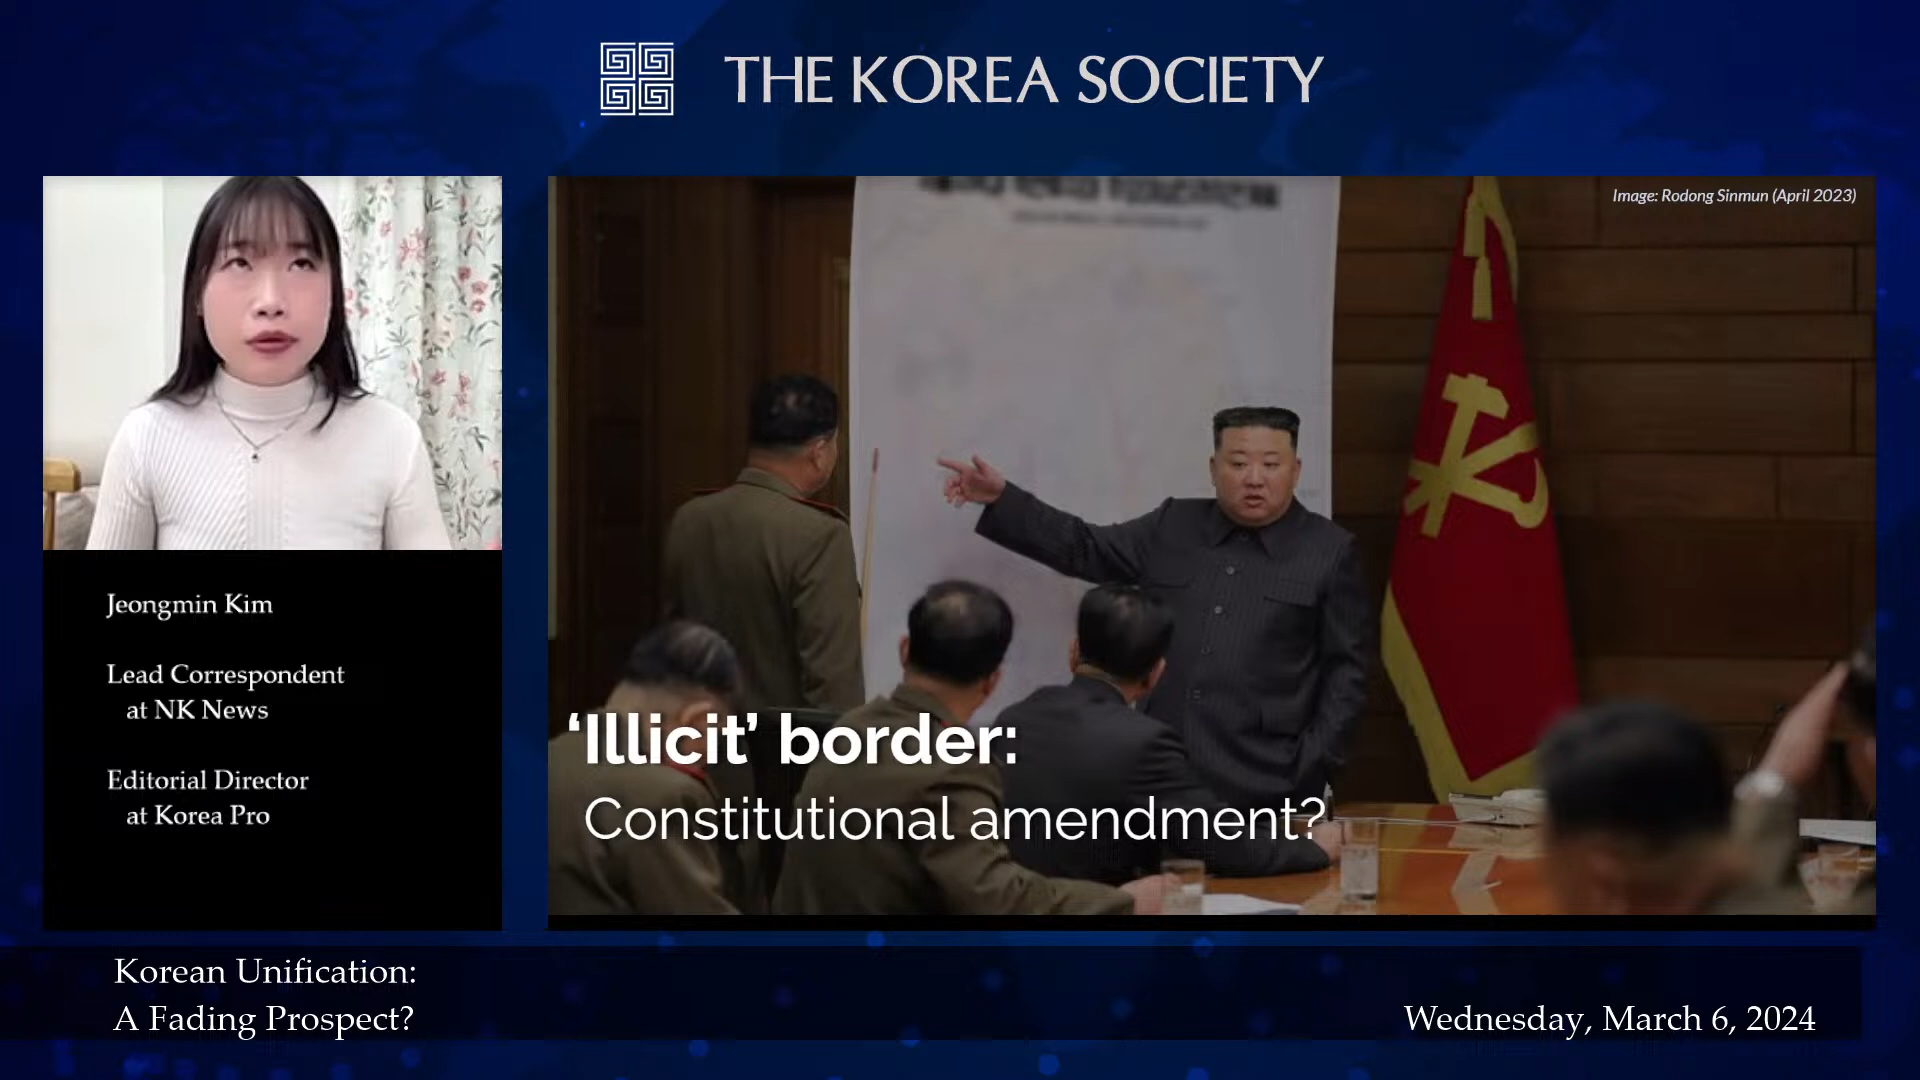 THE KOREA SOCIETY
Image: Rodong Sinmun (April 2023)
‘Illicit’ border:
Constitutional amendment?
Jeongmin Kim
Lead Correspondent
at NK News
Editorial Director
at Korea Pro
Korean Unification:
A Fading Prospect?
Wednesday, March 6, 2024